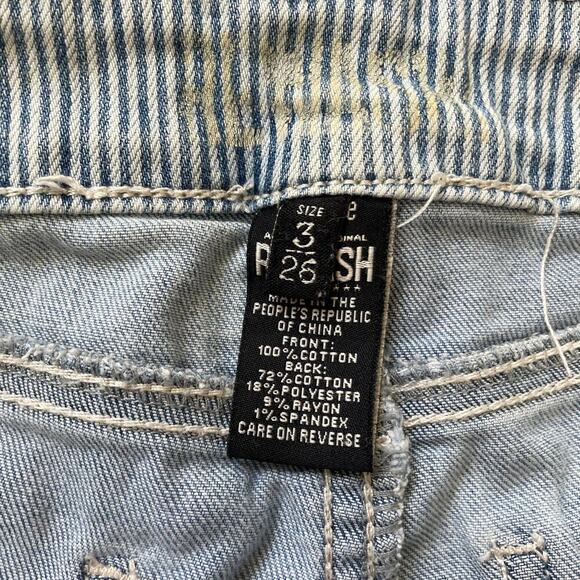 SIZE
3
26
MADE IN THE
PEOPLE'S REPUBLIC
OF CHINA
FRONT:
100% COTTON
BACK:
72% COTTON
18% POLYESTER
9% RAYON
1% SPANDEX
CARE ON REVERSE